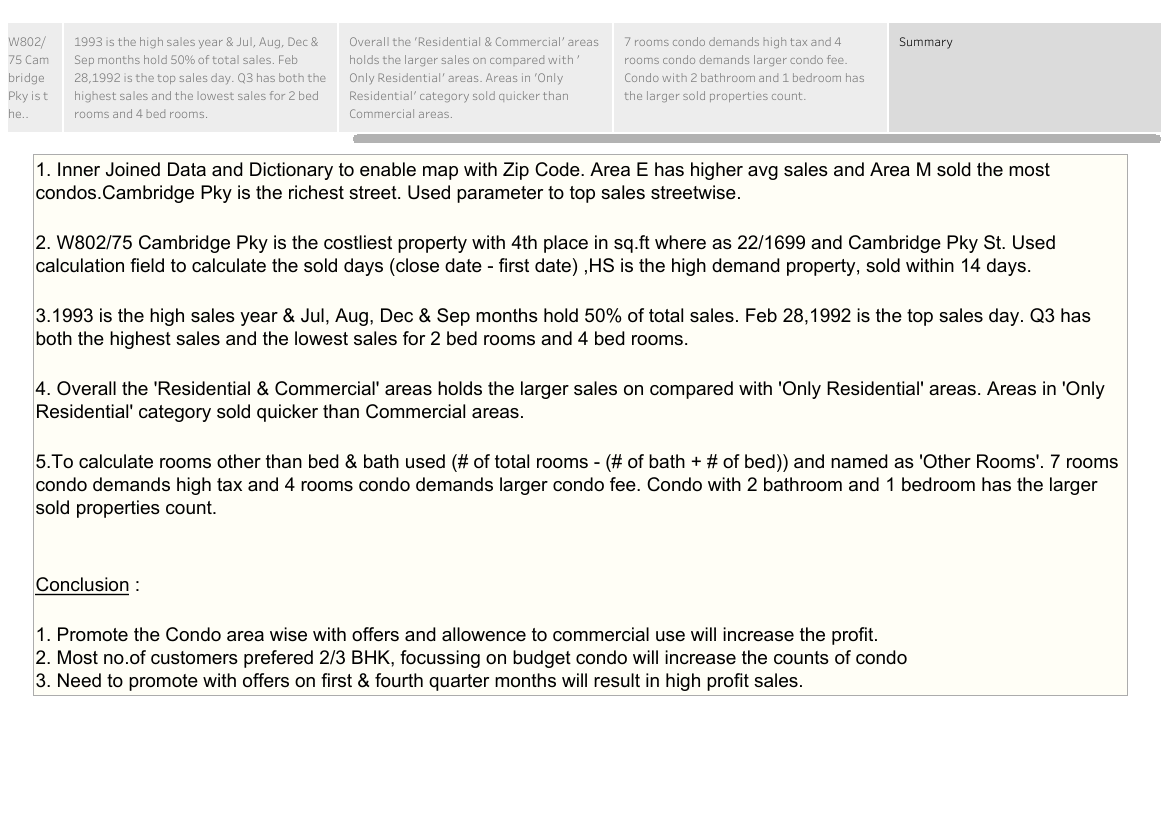 W802/
75 Cam
bridge
Pky is t
he..
1993 is the high sales year & Jul, Aug, Dec &
Sep months hold 50% of total sales. Feb
28,1992 is the top sales day. Q3 has both the
highest sales and the lowest sales for 2 bed
rooms and 4 bed rooms.
Overall the 'Residential & Commercial' areas
holds the larger sales on compared with '
Only Residential' areas. Areas in 'Only
Residential' category sold quicker than
Commercial areas.
7 rooms condo demands high tax and 4
rooms condo demands larger condo fee.
Condo with 2 bathroom and 1 bedroom has
the larger sold properties count.
Summary
1. Inner Joined Data and Dictionary to enable map with Zip Code. Area E has higher avg sales and Area M sold the most
condos.Cambridge Pky is the richest street. Used parameter to top sales streetwise.
2. W802/75 Cambridge Pky is the costliest property with 4th place in sq.ft where as 22/1699 and Cambridge Pky St. Used
calculation field to calculate the sold days (close date - first date) ,HS is the high demand property, sold within 14 days.
3.1993 is the high sales year & Jul, Aug, Dec & Sep months hold 50% of total sales. Feb 28,1992 is the top sales day. Q3 has
both the highest sales and the lowest sales for 2 bed rooms and 4 bed rooms.
4. Overall the 'Residential & Commercial' areas holds the larger sales on compared with 'Only Residential' areas. Areas in 'Only
Residential' category sold quicker than Commercial areas.
5.To calculate rooms other than bed & bath used (# of total rooms - (# of bath + # of bed)) and named as 'Other Rooms'. 7 rooms
condo demands high tax and 4 rooms condo demands larger condo fee. Condo with 2 bathroom and 1 bedroom has the larger
sold properties count.
Conclusion :
1. Promote the Condo area wise with offers and allowence to commercial use will increase the profit.
2. Most no.of customers prefered 2/3 BHK, focussing on budget condo will increase the counts of condo
3. Need to promote with offers on first & fourth quarter months will result in high profit sales.